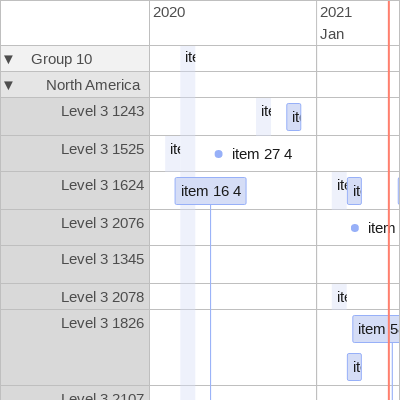 2020
2021
Jan
▼ Group 10
ite
▼ North America
Level 3 1243
ite
it
Level 3 1525
ite
item 27 4
Level 3 1624
item 16 4
ite
it
Level 3 2076
item
Level 3 1345
Level 3 2078
ite
Level 3 1826
item 5
it
Level 3 2107